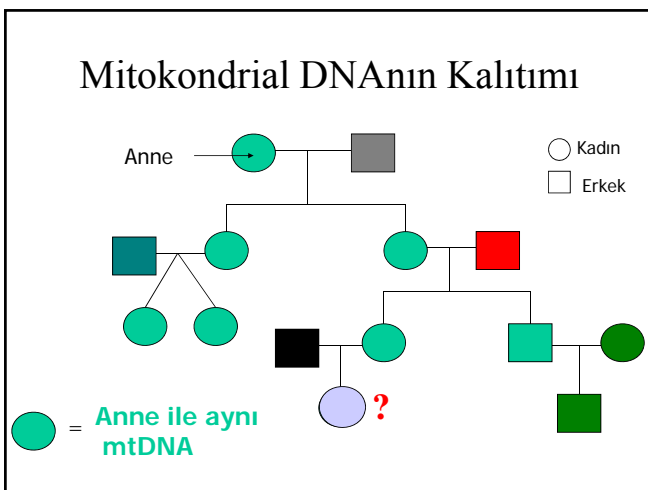 Mitokondrial DNAnın Kalıtımı
Anne
Kadın
Erkek
?
= Anne ile aynı
mtDNA